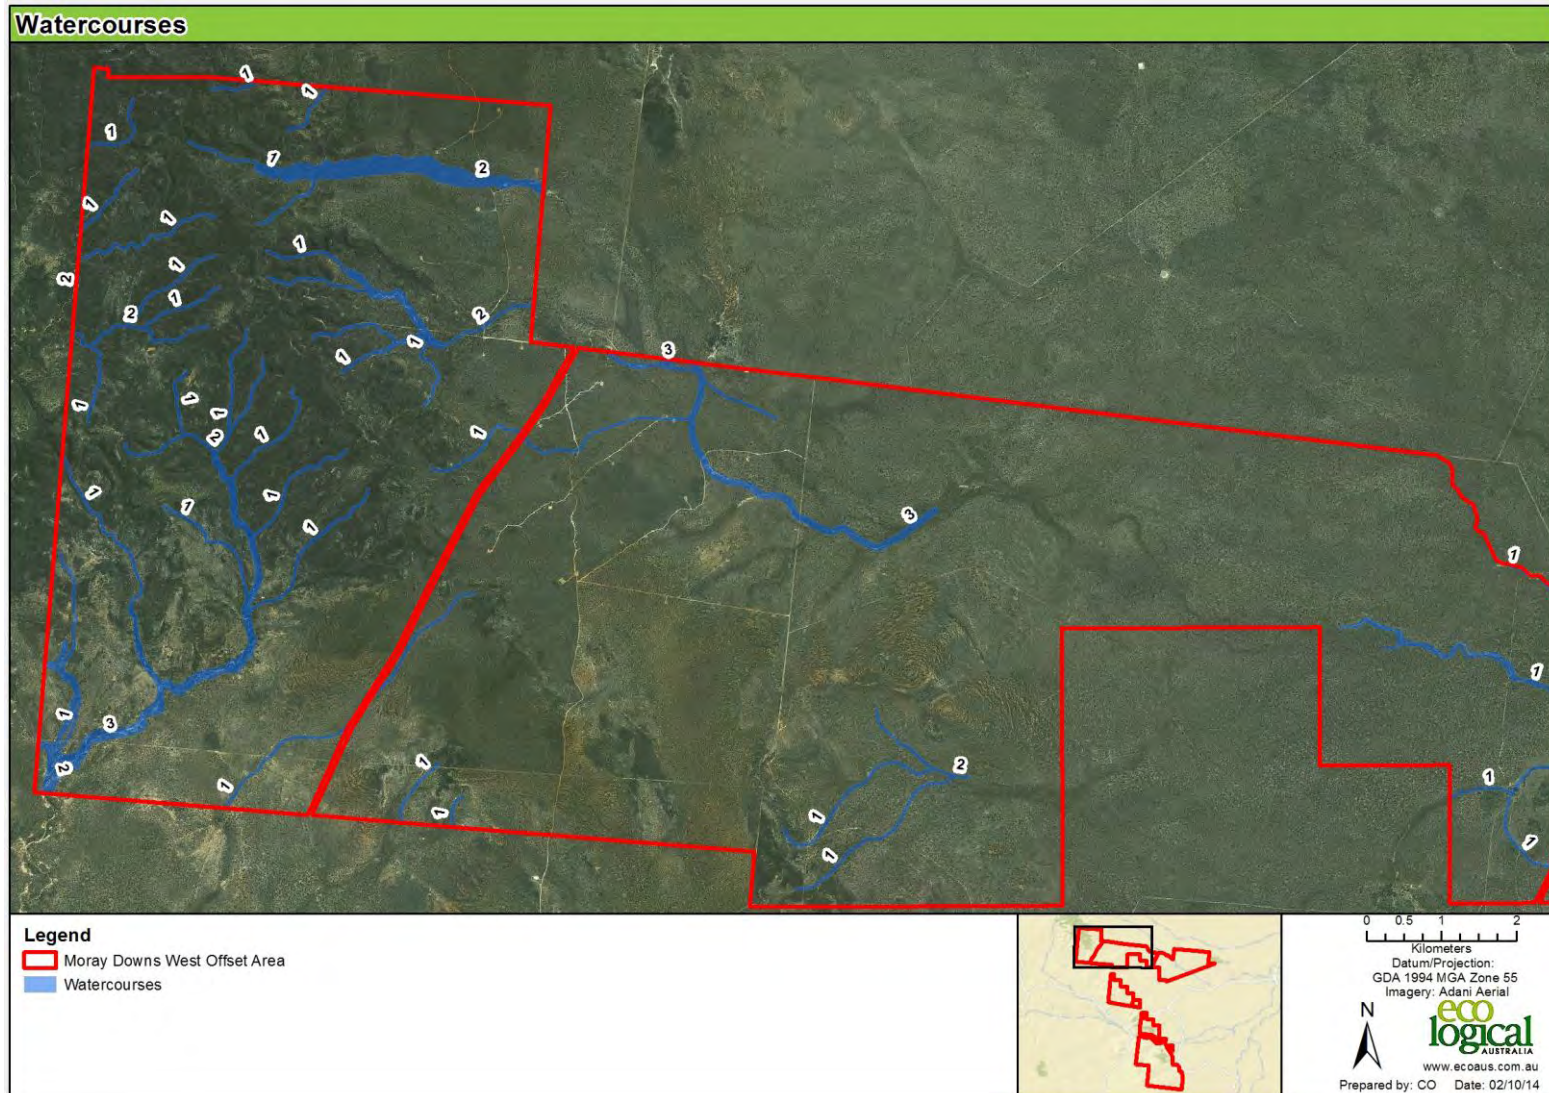 Watercourses
1
1
1
1
2
1
1
1
2
1
1
2
1
2
1
1
3
1
1
1
2
1
1
1
1
1
1
3
1
1
1
3
2
1
2
1
1
1
2
1
1
1
1
Legend
Moray Downs West Offset Area
Watercourses
0 0.5 1 2
Kilometers
Datum/Projection:
GDA 1994 MGA Zone 55
Imagery: Adani Aerial
N
eco
logical
AUSTRALIA
www.ecoaus.com.au
Prepared by: CO Date: 02/10/14